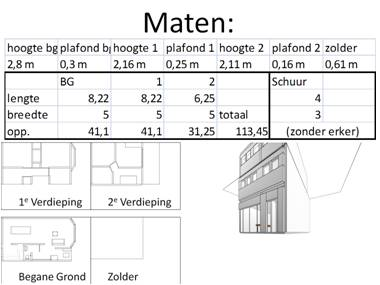 Maten:
hoogte bg plafond bg hoogte 1 plafond 1 hoogte 2 plafond 2 zolder
2,8 m 0,3 m 2,16 m 0,25 m 2,11 m 0,16 m 0,61 m
BG 1 2 Schuur
lengte 8,22 8,22 6,25 4
breedte 5 5 5 totaal 3
opp. 41,1 41,1 31,25 113,45 (zonder erker)
1e Verdieping 2e Verdieping
Begane Grond Zolder